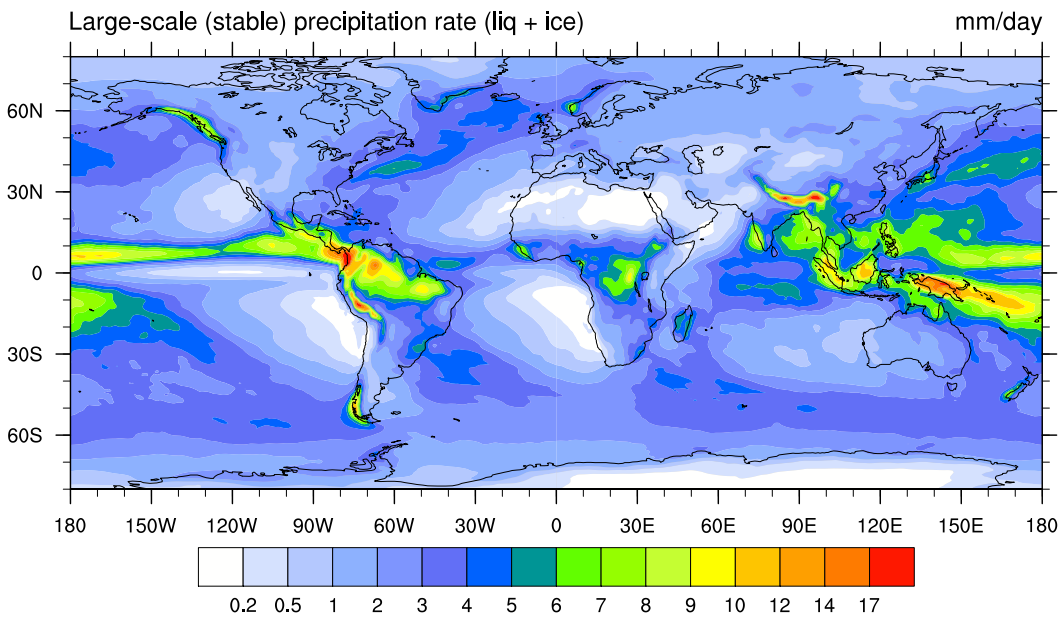 Large-scale (stable) precipitation rate (liq + ice) mm/day
60N
30N
0
30S
60S
180 150W 120W 90W 60W 30W 0 30E 60E 90E 120E 150E 180
0.2 0.5 1 2 3 4 5 6 7 8 9 10 12 14 17